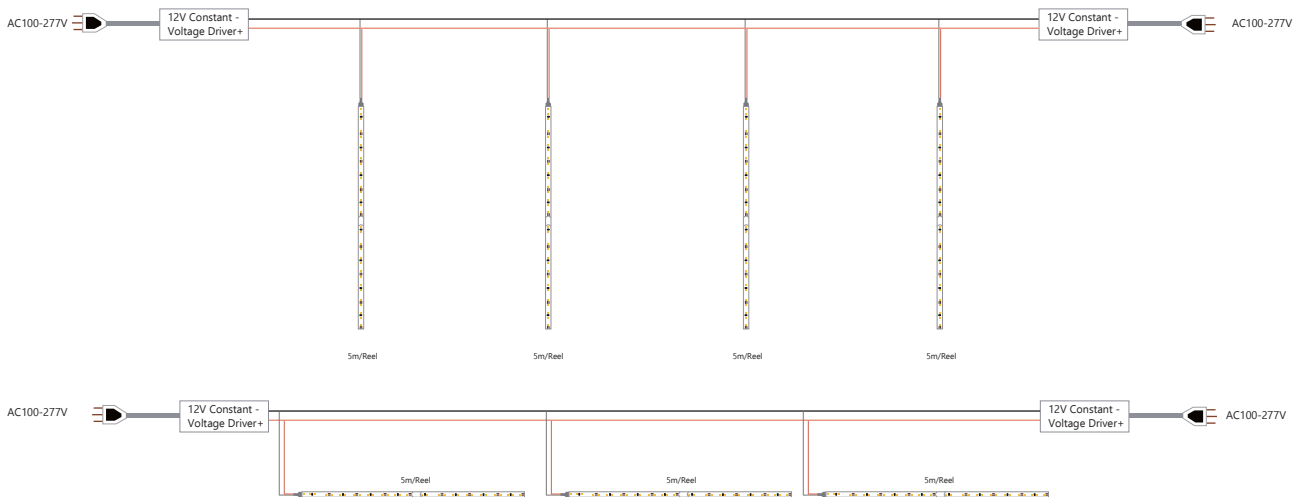 AC100-277V
12V Constant -
Voltage Driver+
12V Constant -
Voltage Driver+
AC100-277V
5m/Reel
5m/Reel
5m/Reel
5m/Reel
AC100-277V
12V Constant -
Voltage Driver+
12V Constant -
Voltage Driver+
AC100-277V
5m/Reel
5m/Reel
5m/Reel